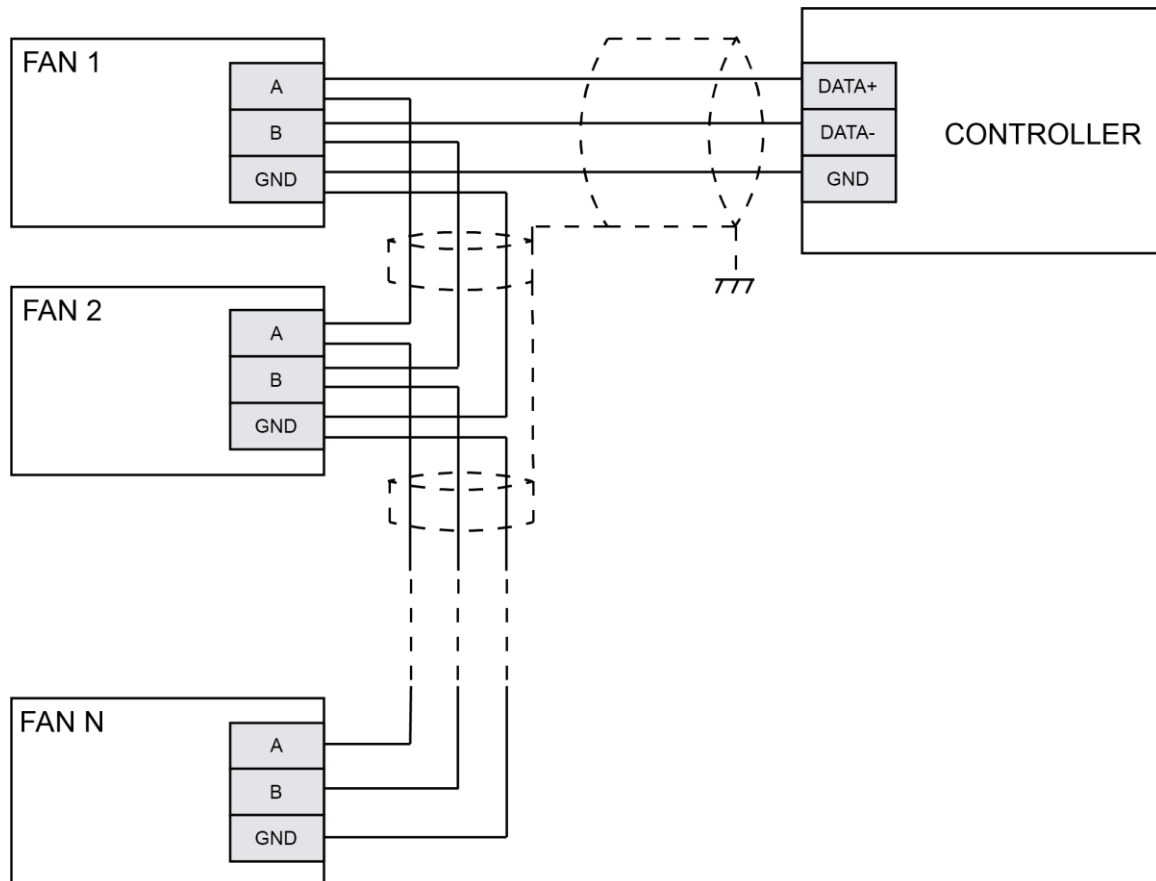 FAN 1
A
B
GND
DATA+
DATA-
GND
CONTROLLER
FAN 2
A
B
GND
FAN N
A
B
GND